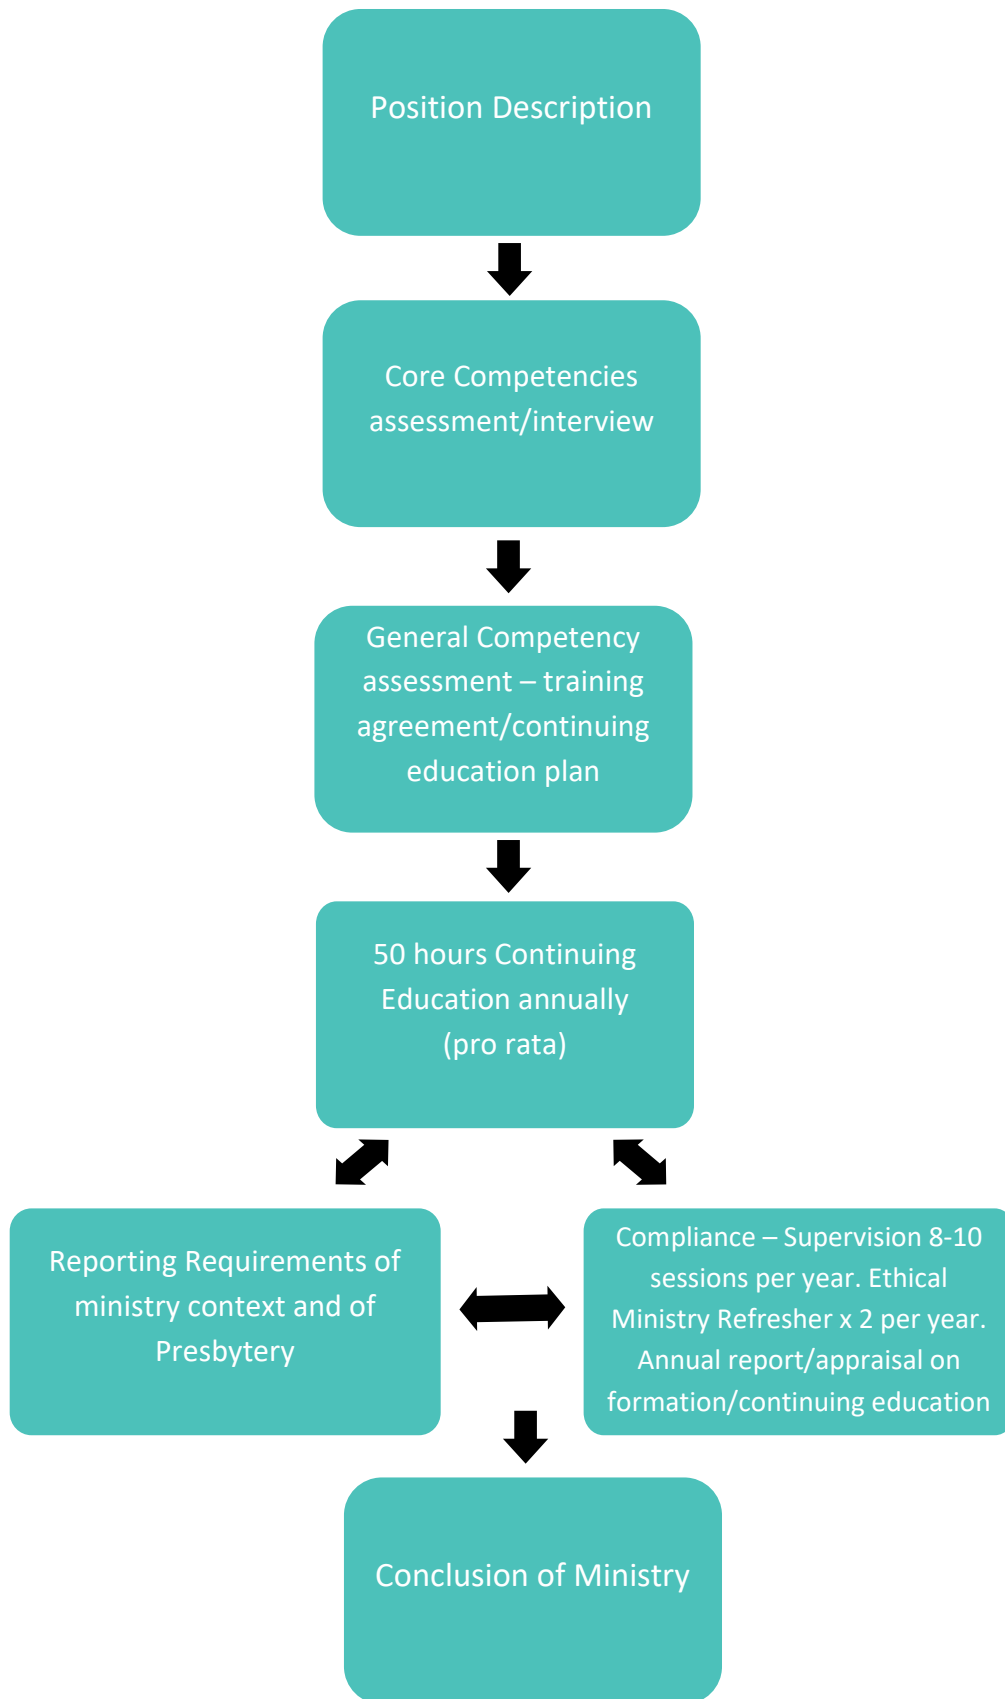 Position Description
Core Competencies
assessment/interview
General Competency
assessment – training
agreement/continuing
education plan
50 hours Continuing
Education annually
(pro rata)
Reporting Requirements of
ministry context and of
Presbytery
Compliance – Supervision 8-10
sessions per year. Ethical
Ministry Refresher x 2 per year.
Annual report/appraisal on
formation/continuing education
Conclusion of Ministry